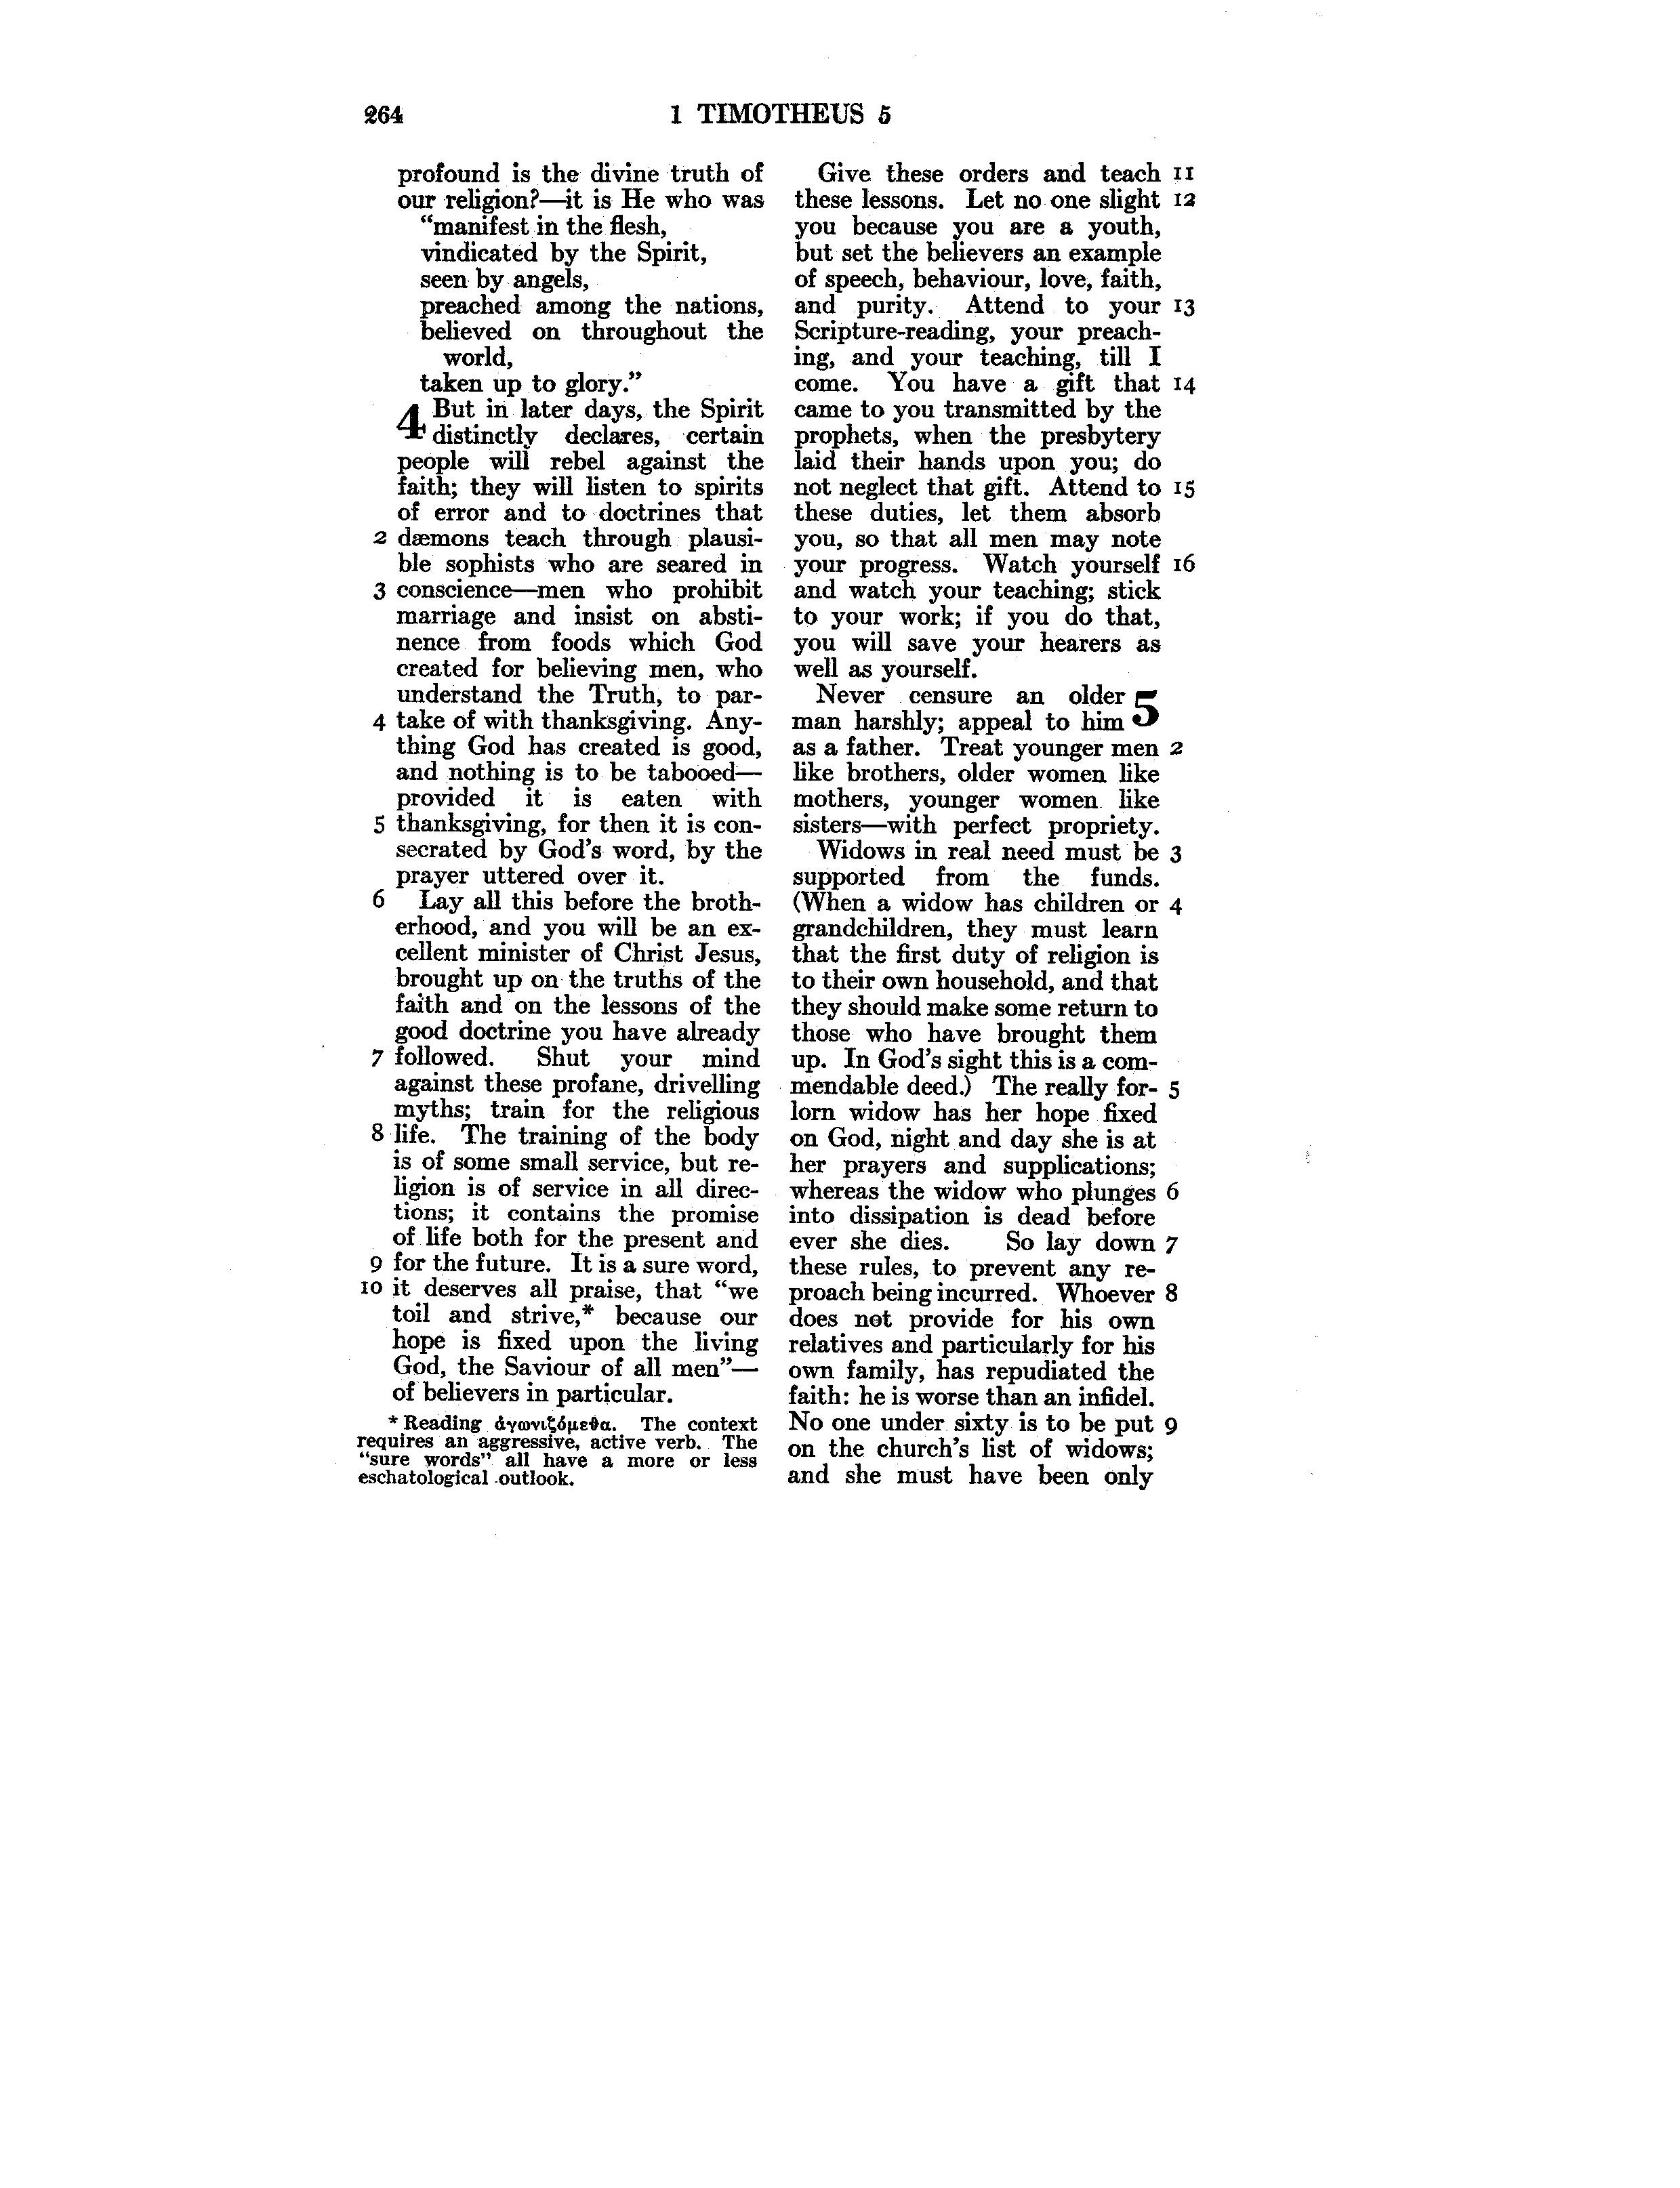 264
1 TIMOTHEUS 5
profound is the divine truth of
our religion?—it is He who was
“manifest in the flesh,
vindicated by the Spirit,
seen by angels,
preached among the nations,
believed on throughout the
world,
taken up to glory.”
4 But in later days, the Spirit
distinctly declares, certain
people will rebel against the
faith; they will listen to spirits
of error and to doctrines that
2 dæmons teach through plausi-
ble sophists who are seared in
3 conscience—men who prohibit
marriage and insist on absti-
nence from foods which God
created for believing men, who
understand the Truth, to par-
4 take of with thanksgiving. Any-
thing God has created is good,
and nothing is to be tabooed—
provided it is eaten with
5 thanksgiving, for then it is con-
secrated by God’s word, by the
prayer uttered over it.
6 Lay all this before the broth-
erhood, and you will be an ex-
cellent minister of Christ Jesus,
brought up on the truths of the
faith and on the lessons of the
good doctrine you have already
7 followed. Shut your mind
against these profane, drivelling
myths; train for the religious
8 life. The training of the body
is of some small service, but re-
ligion is of service in all direc-
tions; it contains the promise
of life both for the present and
9 for the future. It is a sure word,
10 it deserves all praise, that “we
toil and strive,* because our
hope is fixed upon the living
God, the Saviour of all men”—
of believers in particular.
* Reading ἀγωνιζόμεθα. The context
requires an aggressive, active verb. The
“sure words” all have a more or less
eschatological outlook.
Give these orders and teach 11
these lessons. Let no one slight 12
you because you are a youth,
but set the believers an example
of speech, behaviour, love, faith,
and purity. Attend to your 13
Scripture-reading, your preach-
ing, and your teaching, till I
come. You have a gift that 14
came to you transmitted by the
prophets, when the presbytery
laid their hands upon you; do
not neglect that gift. Attend to 15
these duties, let them absorb
you, so that all men may note
your progress. Watch yourself 16
and watch your teaching; stick
to your work; if you do that,
you will save your hearers as
well as yourself.
Never censure an older 5
man harshly; appeal to him
as a father. Treat younger men 2
like brothers, older women like
mothers, younger women like
sisters—with perfect propriety.
Widows in real need must be 3
supported from the funds.
(When a widow has children or 4
grandchildren, they must learn
that the first duty of religion is
to their own household, and that
they should make some return to
those who have brought them
up. In God’s sight this is a com-
mendable deed.) The really for- 5
lorn widow has her hope fixed
on God, night and day she is at
her prayers and supplications;
whereas the widow who plunges 6
into dissipation is dead before
ever she dies. So lay down 7
these rules, to prevent any re-
proach being incurred. Whoever 8
does not provide for his own
relatives and particularly for his
own family, has repudiated the
faith: he is worse than an infidel.
No one under sixty is to be put 9
on the church’s list of widows;
and she must have been only